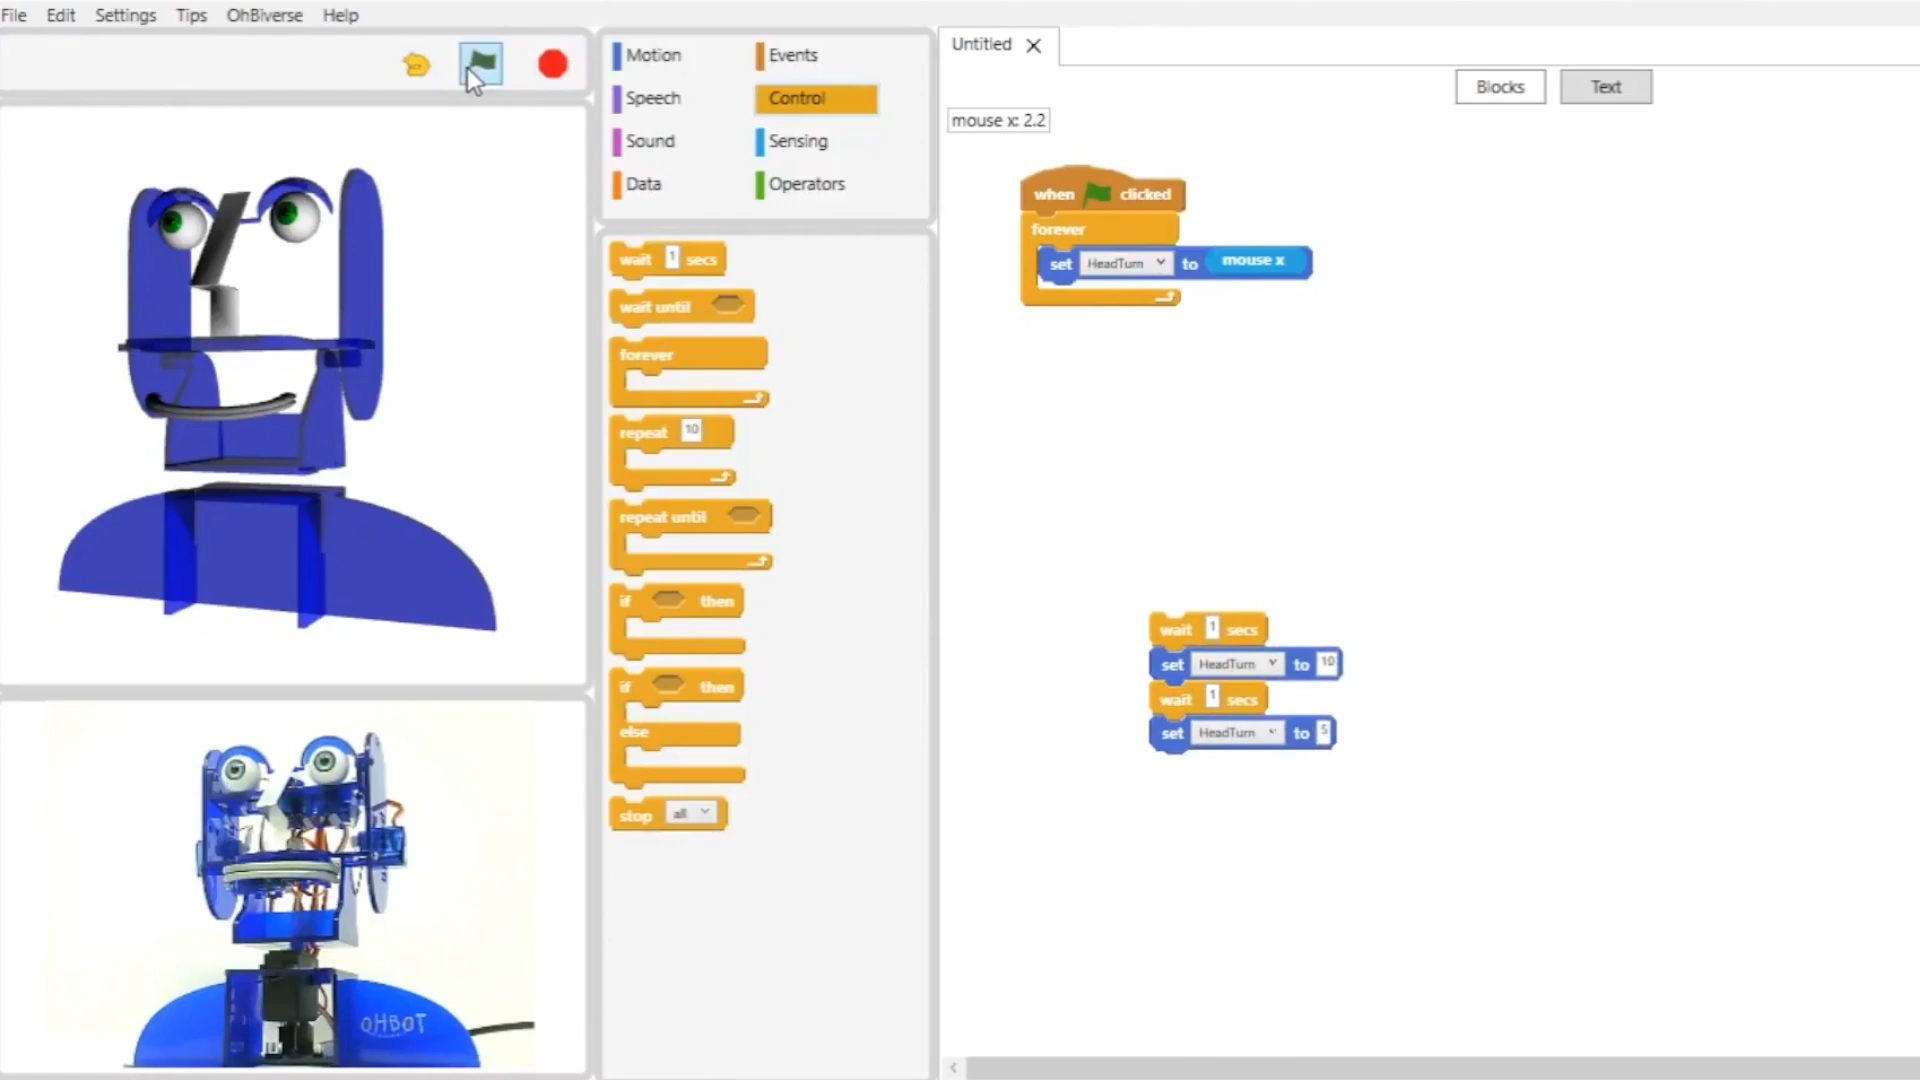 File Edit Settings Tips OhBiverse Help
Motion
Events
Speech
Control
Sound
Sensing
Data
Operators
wait 1 secs
wait until
forever
repeat 10
repeat until
if then
if then
else
stop all
Untitled
Blocks
Text
mouse x: 2.2
when clicked
forever
set HeadTurn to mouse x
wait 1 secs
set HeadTurn to 10
wait 1 secs
set HeadTurn to 5
OHBOT